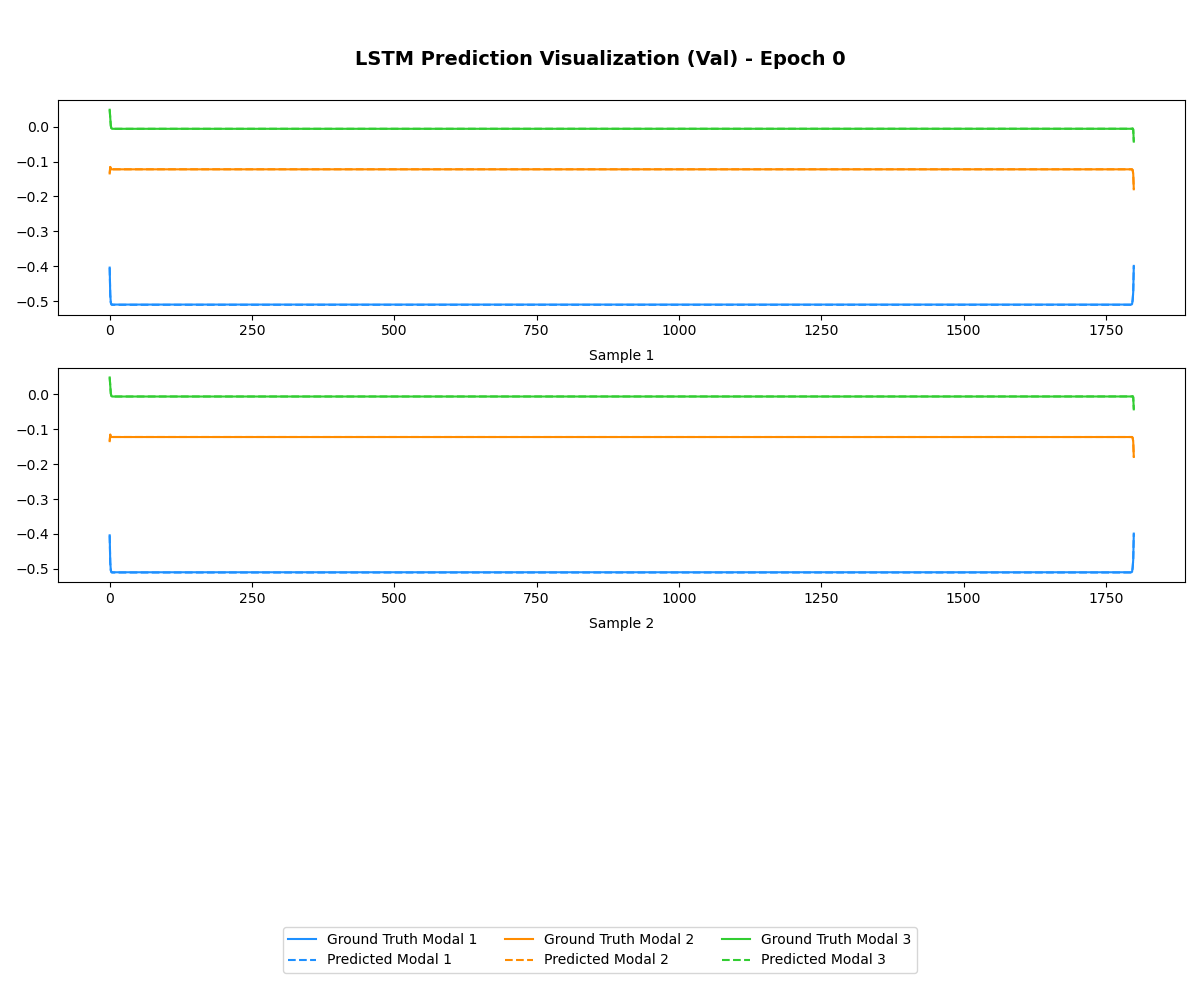 LSTM Prediction Visualization (Val) - Epoch 0
0.0
−0.1
−0.2
−0.3
−0.4
−0.5
0 250 500 750 1000 1250 1500 1750
Sample 1
0.0
−0.1
−0.2
−0.3
−0.4
−0.5
0 250 500 750 1000 1250 1500 1750
Sample 2
Ground Truth Modal 1 Ground Truth Modal 2 Ground Truth Modal 3
Predicted Modal 1 Predicted Modal 2 Predicted Modal 3